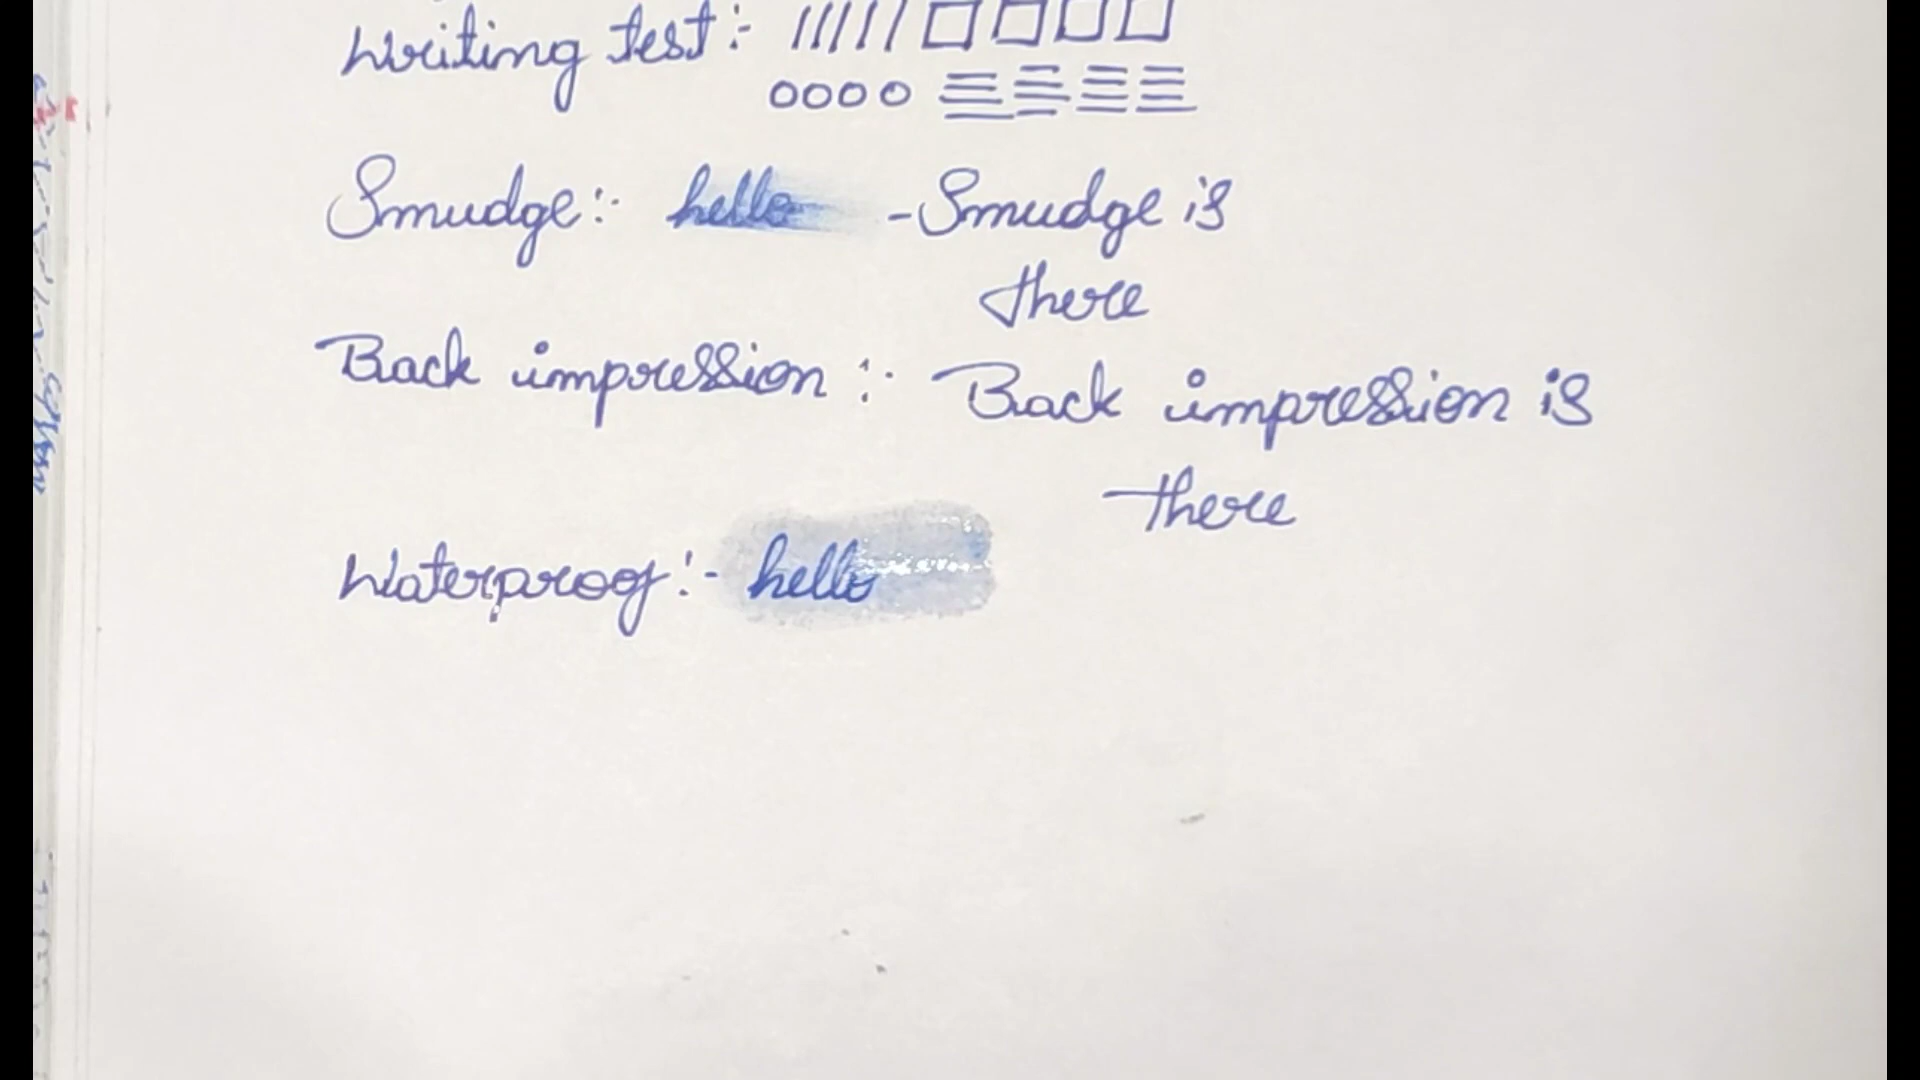 Writing test:-
Smudge:- hello - Smudge is
there
Back impression :- Back impression is
there
Waterproof:- hello